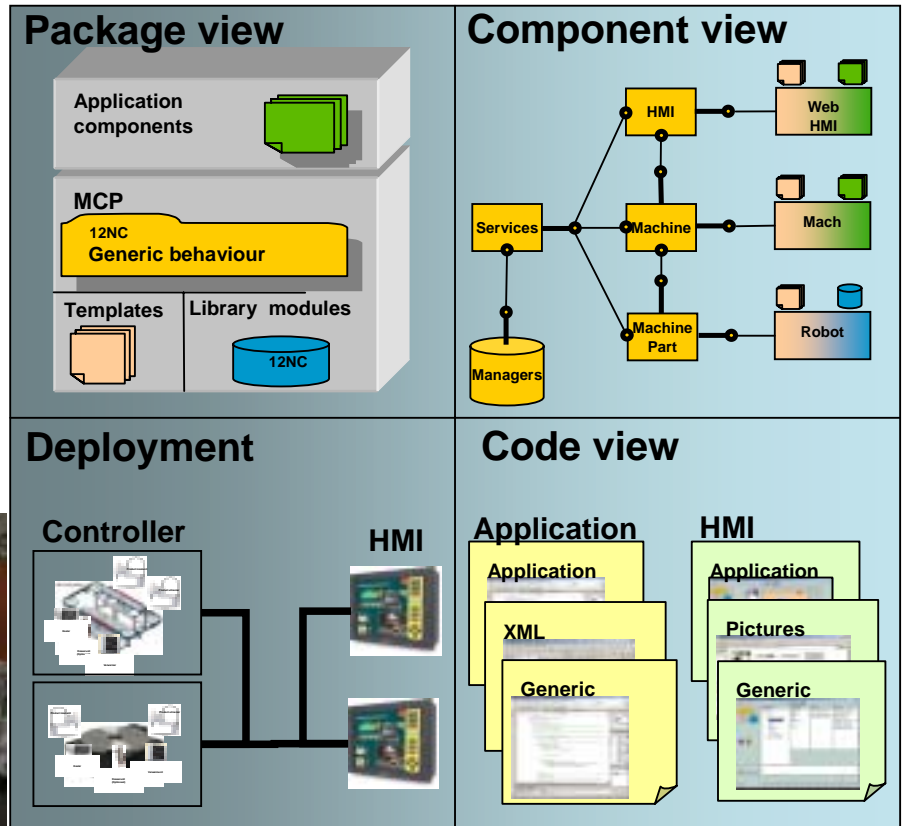 Package view
Application
components
MCP
12NC
Generic behaviour
Templates
Library modules
12NC
Component view
HMI
Web
HMI
Services
Machine
Mach
Managers
Machine
Part
Robot
Deployment
Controller
HMI
Code view
Application
Application
XML
Generic
HMI
Application
Pictures
Generic